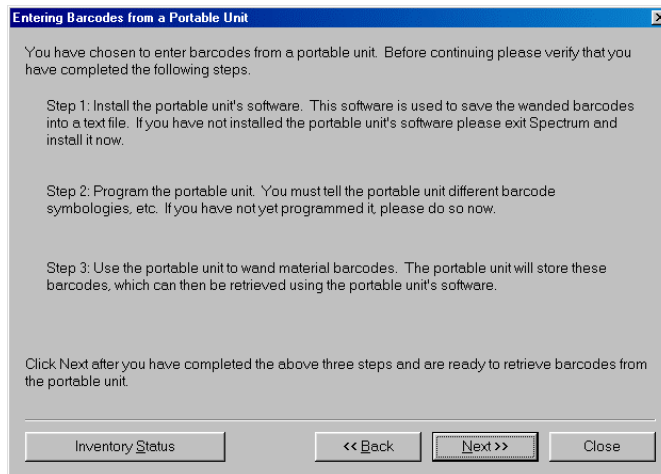 Entering Barcodes from a Portable Unit
You have chosen to enter barcodes from a portable unit. Before continuing please verify that you
have completed the following steps.
Step 1: Install the portable unit's software. This software is used to save the wanded barcodes
into a text file. If you have not installed the portable unit's software please exit Spectrum and
install it now.
Step 2: Program the portable unit. You must tell the portable unit different barcode
symbologies, etc. If you have not yet programmed it, please do so now.
Step 3: Use the portable unit to wand material barcodes. The portable unit will store these
barcodes, which can then be retrieved using the portable unit's software.
Click Next after you have completed the above three steps and are ready to retrieve barcodes from
the portable unit.
Inventory Status << Back Next >> Close